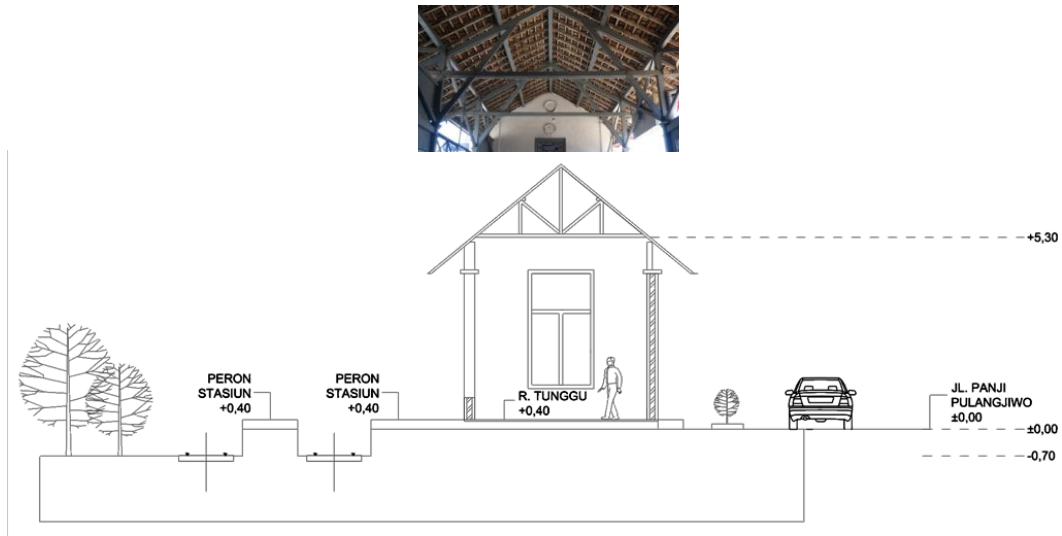 +5,30
PERON
STASIUN
+0,40
PERON
STASIUN
+0,40
R. TUNGGU
+0,40
JL. PANJI
PULANGJIWO
±0,00
±0,00
-0,70